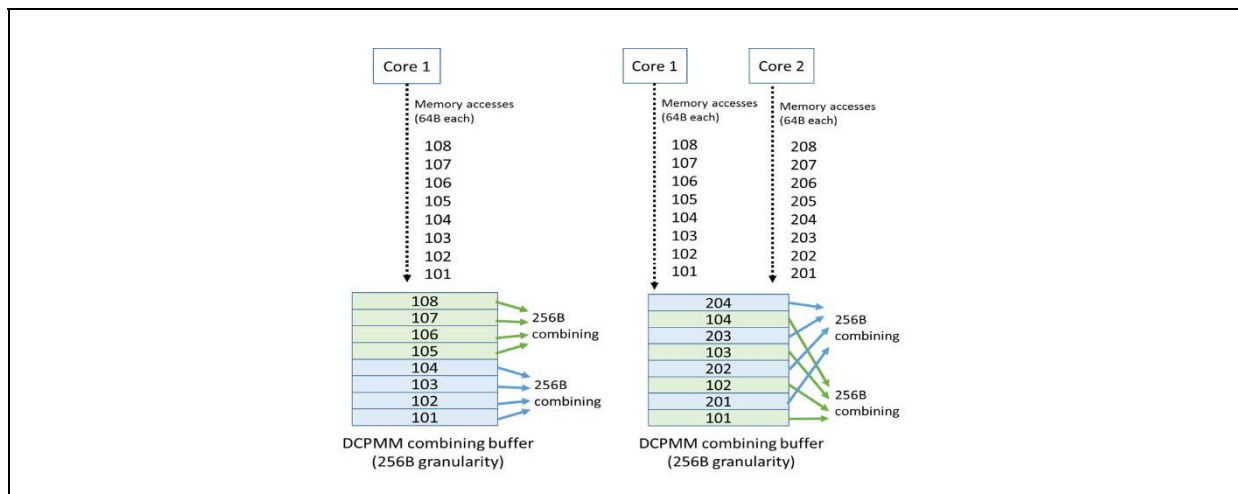 Core 1
Memory accesses
(64B each)
108
107
106
105
104
103
102
101
108
107
106
105
104
103
102
101
256B
combining
256B
combining
DCPMM combining buffer
(256B granularity)
Core 1
Core 2
Memory accesses
(64B each)
108
107
106
105
104
103
102
101
Memory accesses
(64B each)
208
207
206
205
204
203
202
201
204
104
203
103
202
102
201
101
256B
combining
256B
combining
DCPMM combining buffer
(256B granularity)